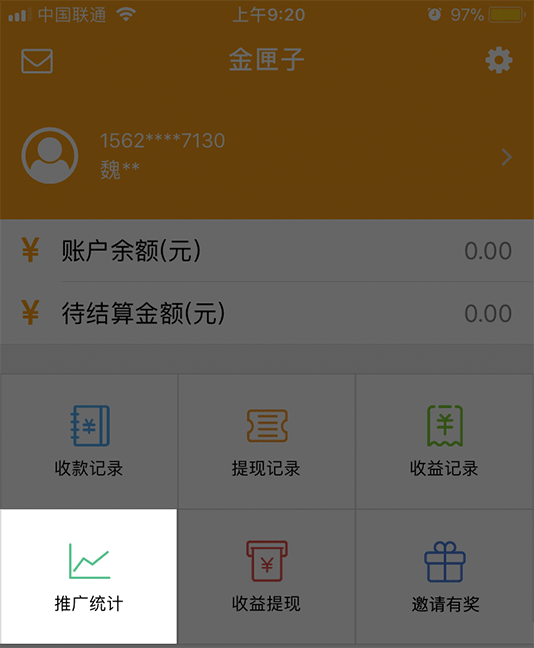 中国联通 上午9:20 97%
金匣子
1562****7130
魏**
¥ 账户余额(元) 0.00
¥ 待结算金额(元) 0.00
收款记录 提现记录 收益记录
推广统计 收益提现 邀请有奖